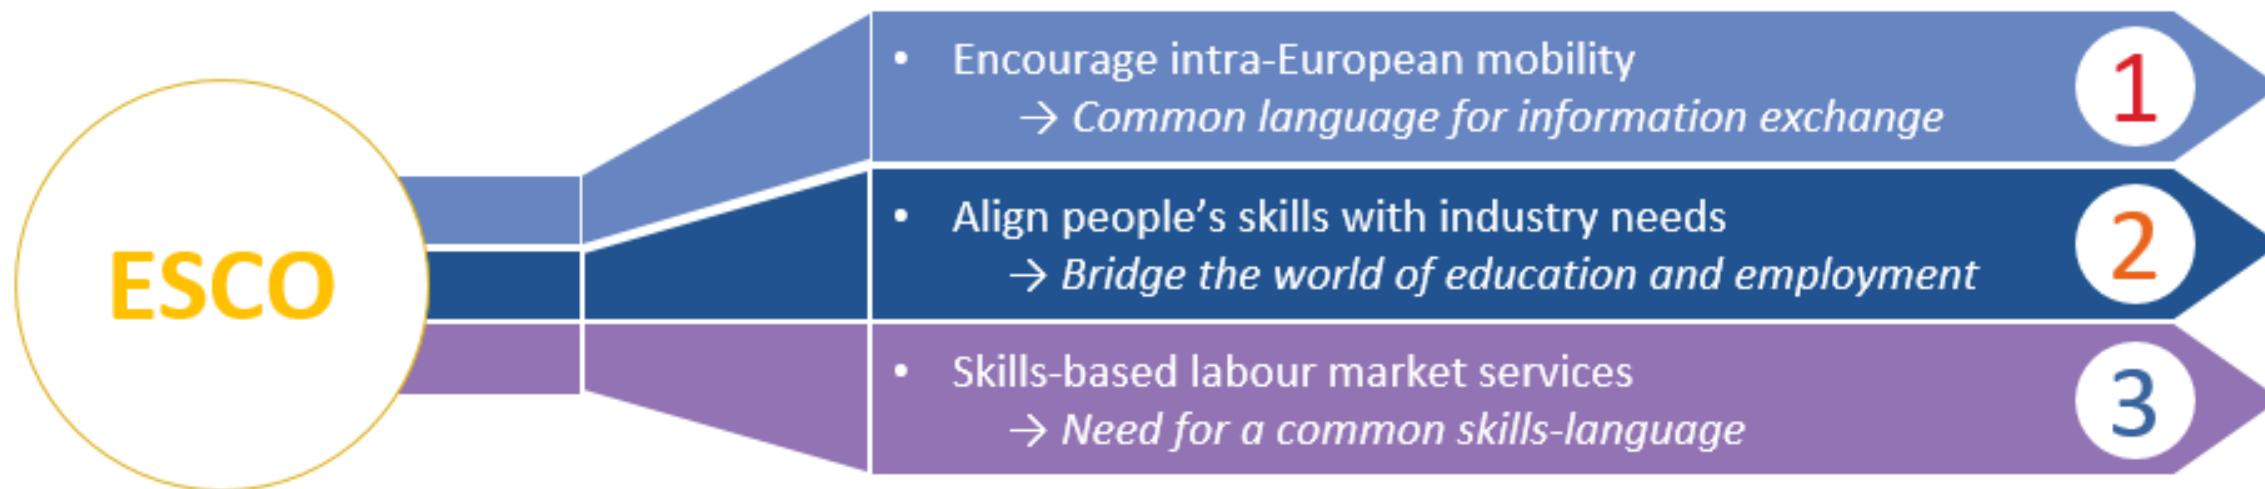 ESCO
• Encourage intra-European mobility
→ Common language for information exchange
1
• Align people’s skills with industry needs
→ Bridge the world of education and employment
2
• Skills-based labour market services
→ Need for a common skills-language
3